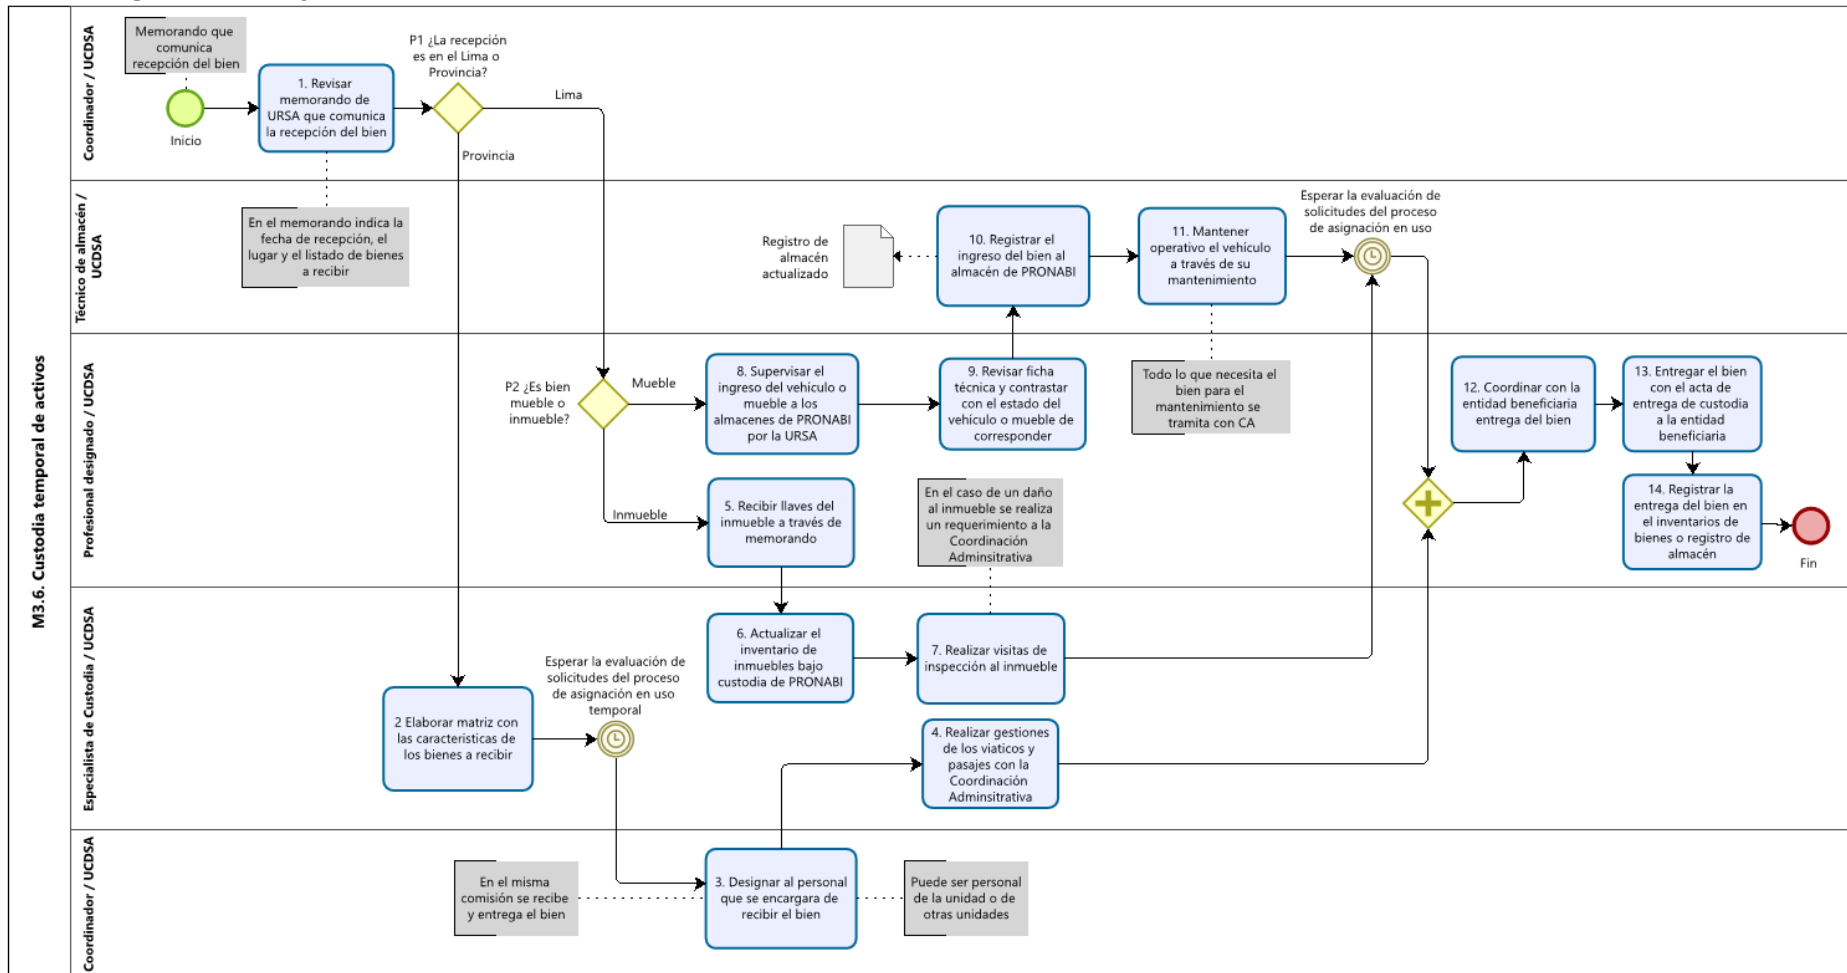 M3.6. Custodia temporal de activos
Coordinador / UCDSA
Memorando que
comunica
recepción del bien
Inicio
1. Revisar
memorando de
URSA que comunica
la recepción del bien
P1 ¿La recepción
es en el Lima o
Provincia?
Lima
Provincia
Técnico de almacén /
UCDSA
En el memorando indica la
fecha de recepción, el
lugar y el listado de bienes
a recibir
Registro de
almacén
actualizado
10. Registrar el
ingreso del bien al
almacén de PRONABI
11. Mantener
operativo el vehículo
a través de su
mantenimiento
Esperar la evaluación de
solicitudes del proceso
de asignación en uso
Profesional designado / UCDSA
P2 ¿Es bien
mueble o
inmueble?
Mueble
Inmueble
8. Supervisar el
ingreso del vehículo o
mueble a los
almacenes de PRONABI
por la URSA
9. Revisar ficha
técnica y contrastar
con el estado del
vehículo o mueble de
corresponder
Todo lo que necesita el
bien para el
mantenimiento se
tramita con CA
12. Coordinar con la
entidad beneficiaria
entrega del bien
13. Entregar el bien
con el acta de
entrega de custodia
a la entidad
beneficiaria
5. Recibir llaves del
inmueble a través de
memorando
En el caso de un daño
al inmueble se realiza
un requerimiento a la
Coordinación
Adminsitrativa
14. Registrar la
entrega del bien en
el inventarios de
bienes o registro de
almacén
Fin
Especialista de Custodia / UCDSA
6. Actualizar el
inventario de
inmuebles bajo
custodia de PRONABI
7. Realizar visitas de
inspección al inmueble
Esperar la evaluación de
solicitudes del proceso
de asignación en uso
temporal
2 Elaborar matriz con
las caracteristicas de
los bienes a recibir
4. Realizar gestiones
de los viaticos y
pasajes con la
Coordinación
Adminsitrativa
Coordinador / UCDSA
En el misma
comisión se recibe
y entrega el bien
3. Designar al personal
que se encargara de
recibir el bien
Puede ser personal
de la unidad o de
otras unidades